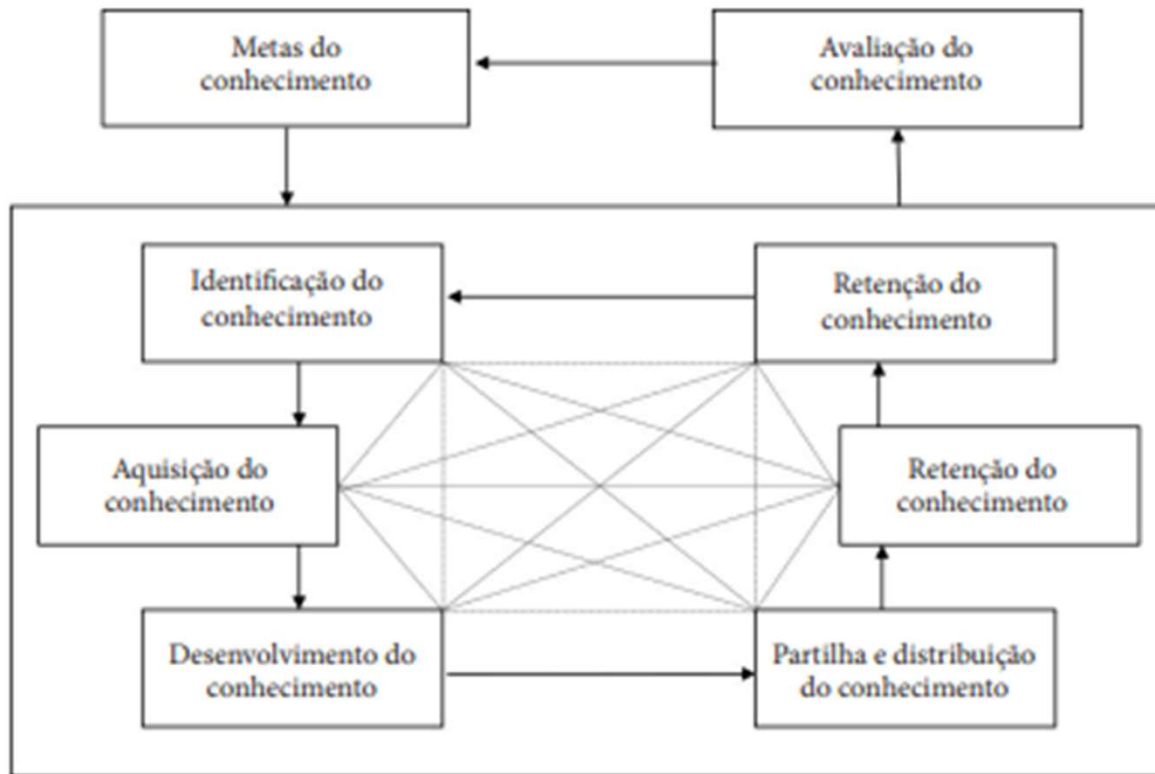 Metas do
conhecimento
Avaliação do
conhecimento
Identificação do
conhecimento
Retenção do
conhecimento
Aquisição do
conhecimento
Retenção do
conhecimento
Desenvolvimento do
conhecimento
Partilha e distribuição
do conhecimento